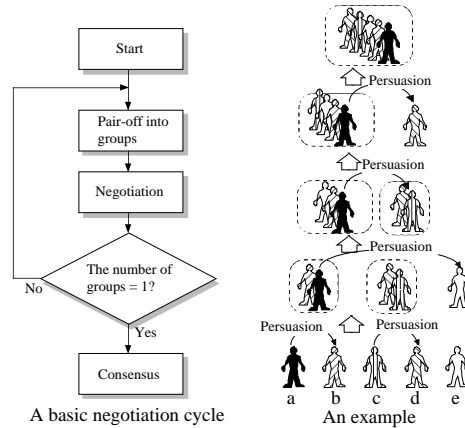 Start
Pair-off into
groups
Negotiation
The number of
groups = 1?
No
Yes
Consensus
A basic negotiation cycle
Persuasion
Persuasion
Persuasion
Persuasion
Persuasion
a b c d e
An example